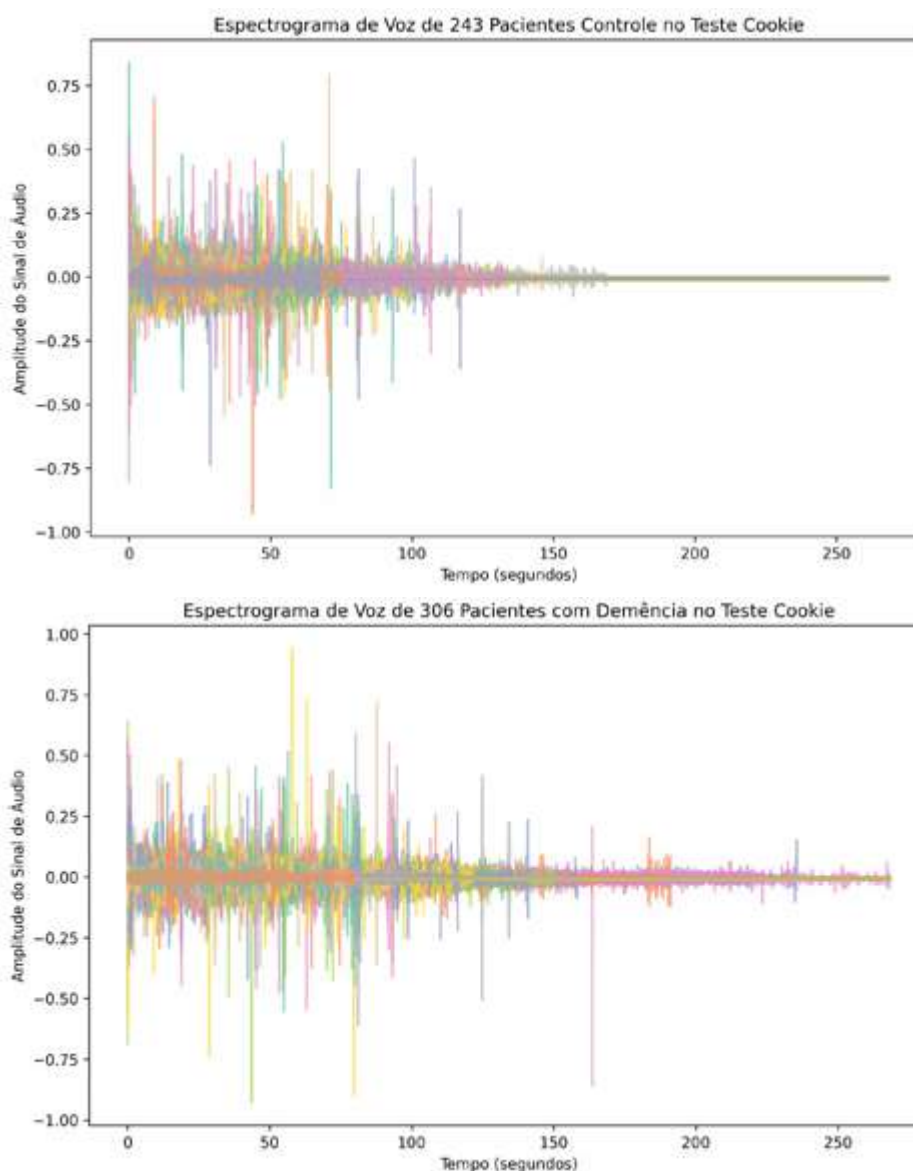 Espectrograma de Voz de 243 Pacientes Controle no Teste Cookie
0.75
0.50
0.25
0.00
−0.25
−0.50
−0.75
−1.00
Amplitude do Sinal de Áudio
0 50 100 150 200 250
Tempo (segundos)
Espectrograma de Voz de 306 Pacientes com Demência no Teste Cookie
1.00
0.75
0.50
0.25
0.00
−0.25
−0.50
−0.75
−1.00
Amplitude do Sinal de Áudio
0 50 100 150 200 250
Tempo (segundos)